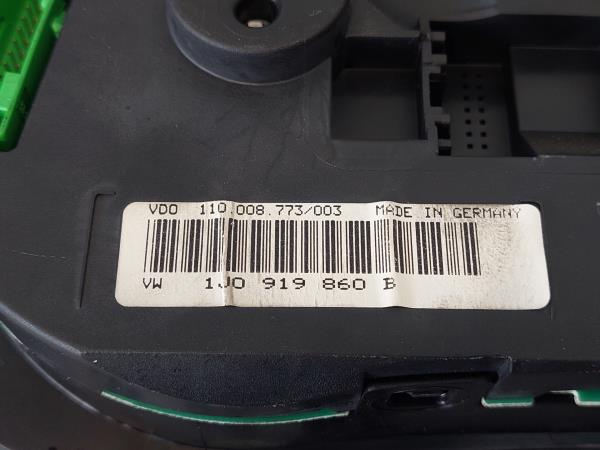 VDO 110.008.773/003 MADE IN GERMANY
VW 1J0 919 860 B